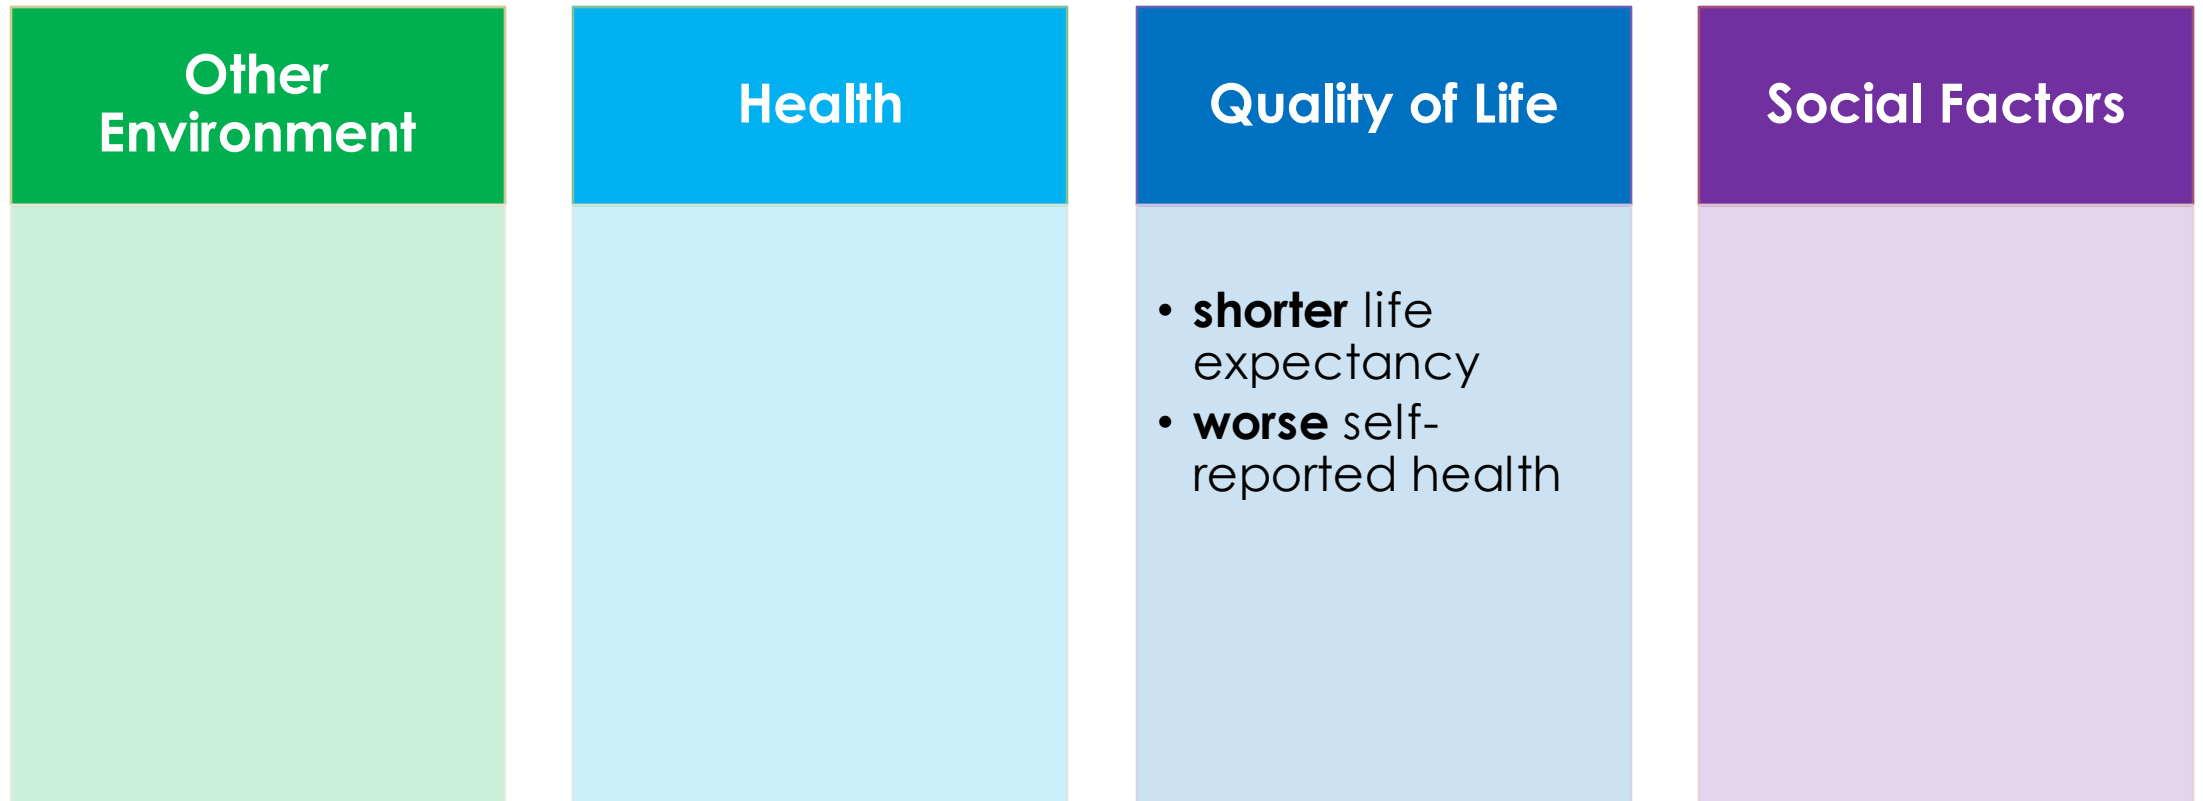 Other
Environment
Health
Quality of Life
Social Factors
• shorter life
expectancy
• worse self-
reported health